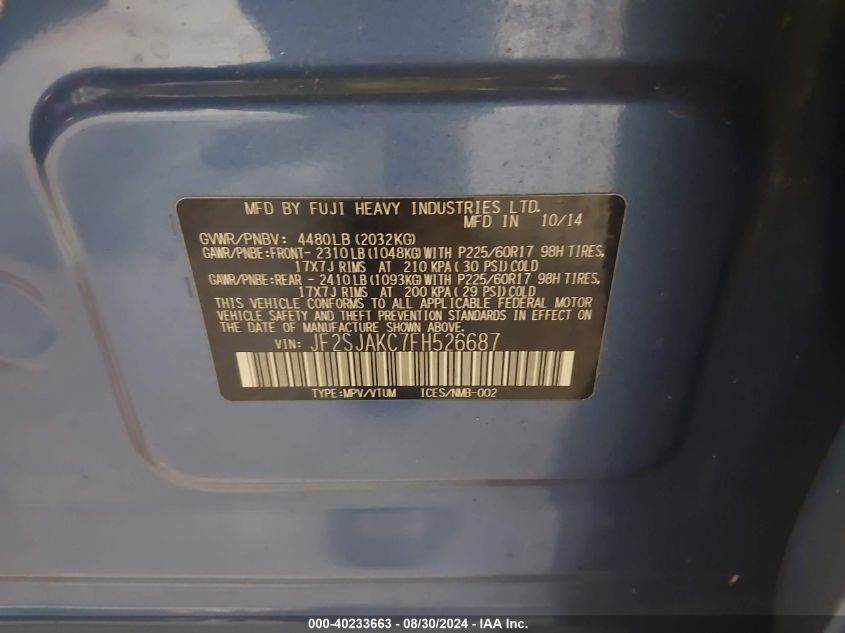 MFD BY FUJI HEAVY INDUSTRIES LTD.
MFD IN 10/14
GVWR/PNBV: 4480LB (2032KG)
GAWR/PNBE:FRONT- 2310LB (1048KG) WITH P225/60R17 98H TIRES,
17X7J RIMS AT 210 KPA ( 30 PSI) COLD
GAWR/PNBE:REAR - 2410LB (1093KG) WITH P225/60R17 98H TIRES,
17X7J RIMS AT 200 KPA ( 29 PSI) COLD
THIS VEHICLE CONFORMS TO ALL APPLICABLE FEDERAL MOTOR
VEHICLE SAFETY AND THEFT PREVENTION STANDARDS IN EFFECT ON
THE DATE OF MANUFACTURE SHOWN ABOVE.
VIN: JF2SJAKC7FH526687
TYPE:MPV/VTUM ICES/NMB-002
000-40233663 - 08/30/2024 - IAA Inc.